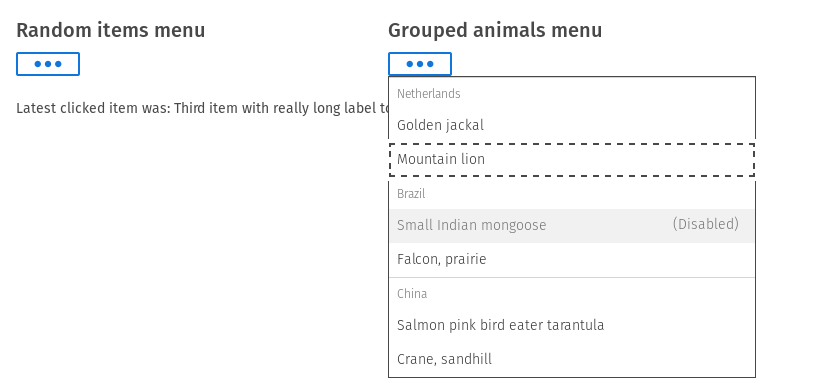 Random items menu
Grouped animals menu
Latest clicked item was: Third item with really long label
Netherlands
Golden jackal
Mountain lion
Brazil
Small Indian mongoose (Disabled)
Falcon, prairie
China
Salmon pink bird eater tarantula
Crane, sandhill